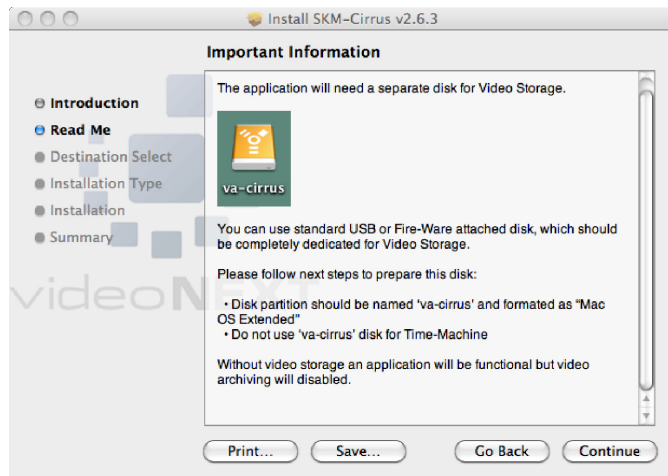 Install SKM-Cirrus v2.6.3
Important Information
Introduction
Read Me
Destination Select
Installation Type
Installation
Summary
videoNEXT
The application will need a separate disk for Video Storage.
va-cirrus
You can use standard USB or Fire-Ware attached disk, which should
be completely dedicated for Video Storage.
Please follow next steps to prepare this disk:
• Disk partition should be named 'va-cirrus' and formated as “Mac
OS Extended”
• Do not use 'va-cirrus' disk for Time-Machine
Without video storage an application will be functional but video
archiving will disabled.
Print...
Save...
Go Back
Continue